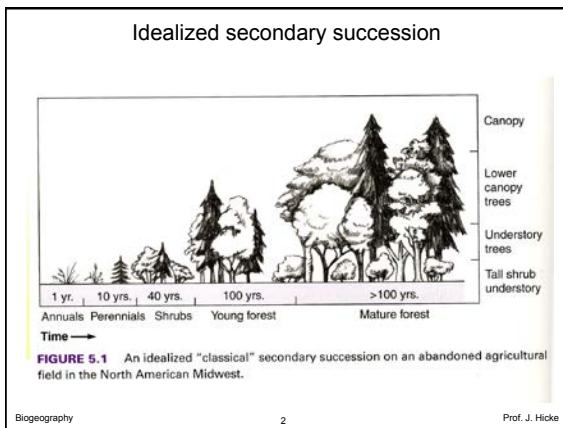 Idealized secondary succession
Canopy
Lower
canopy
trees
Understory
trees
Tall shrub
understory
1 yr. 10 yrs. 40 yrs. 100 yrs. >100 yrs.
Annuals Perennials Shrubs Young forest Mature forest
Time →
FIGURE 5.1 An idealized "classical" secondary succession on an abandoned agricultural
field in the North American Midwest.
Biogeography 2 Prof. J. Hicke